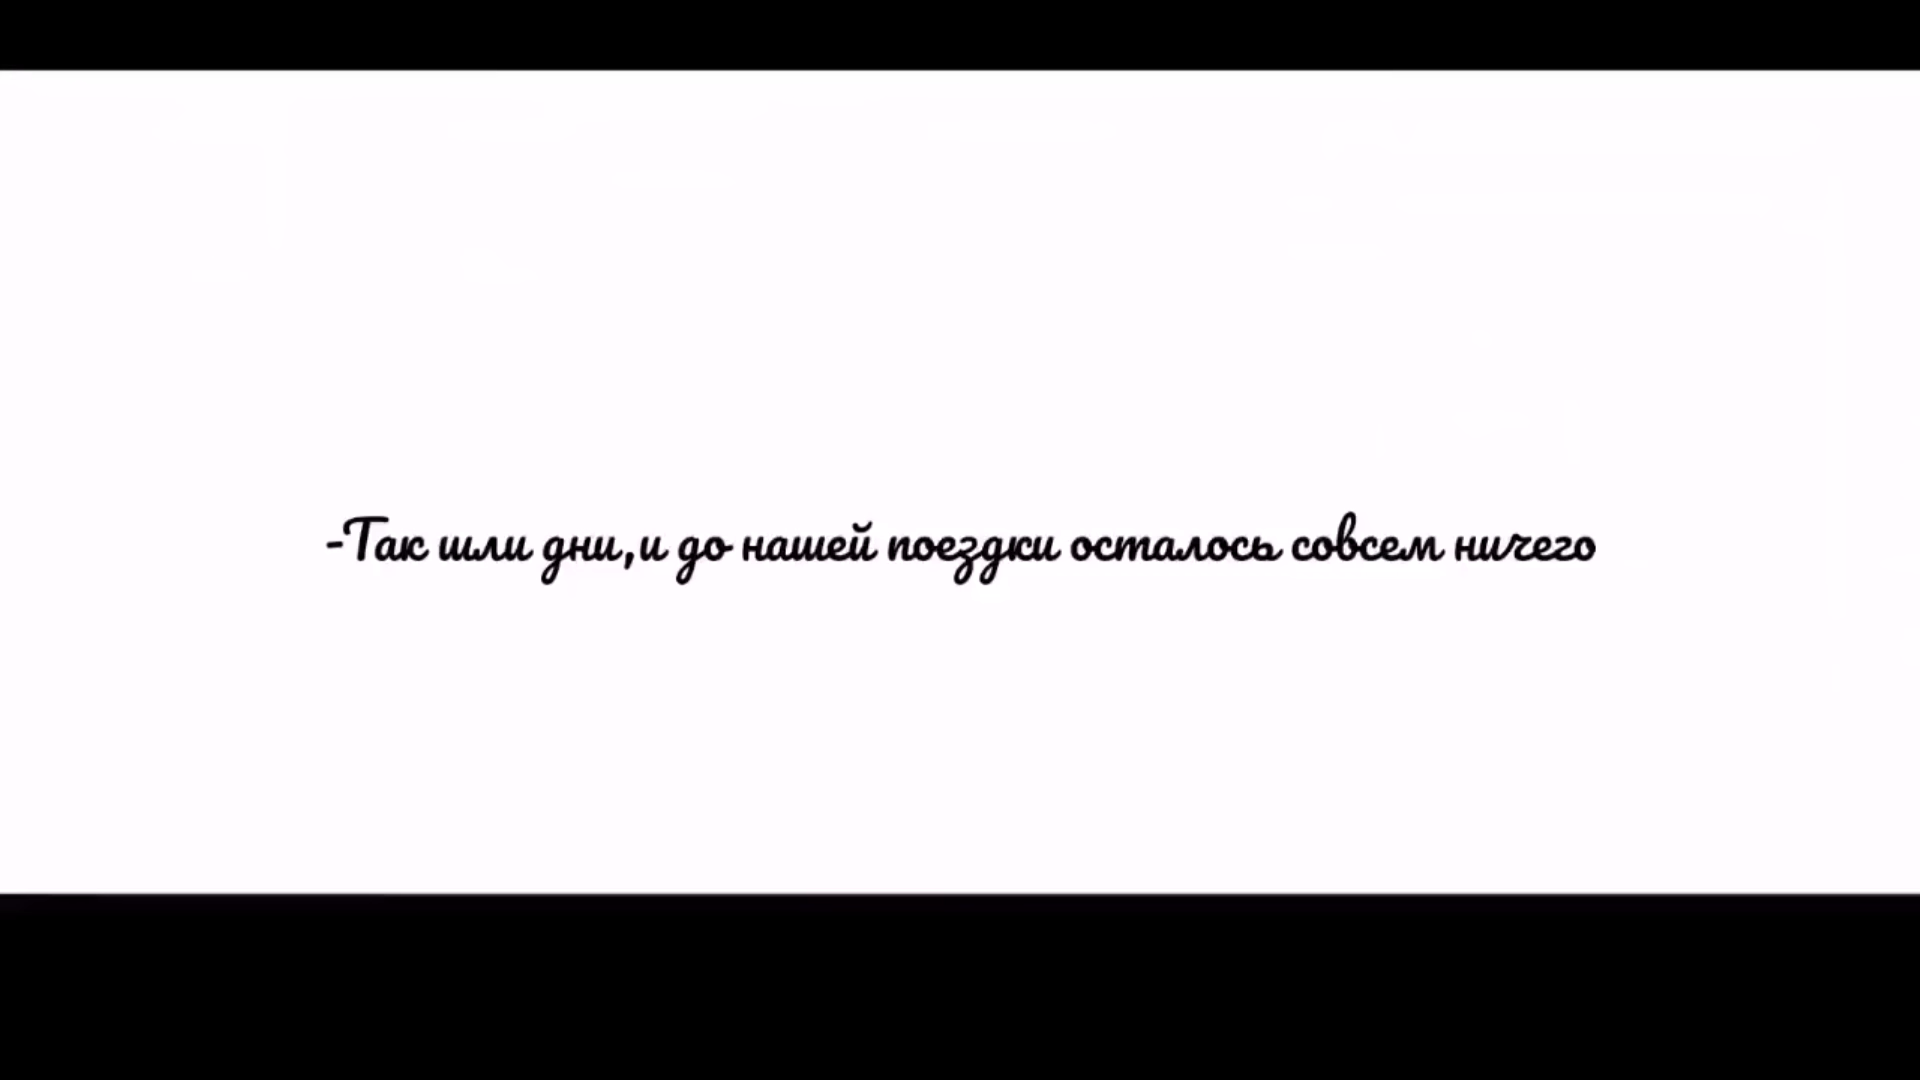 -Так шли дни,и до нашей поездки осталось совсем ничего